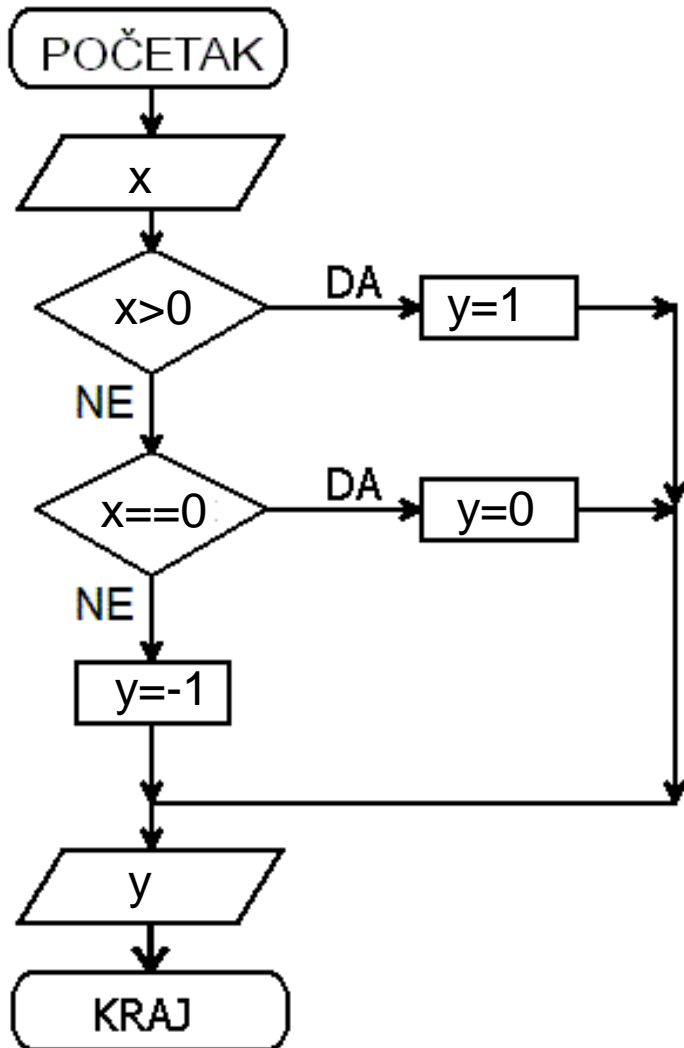 POČETAK
x
x>0
DA
y=1
NE
x==0
DA
y=0
NE
y=-1
y
KRAJ